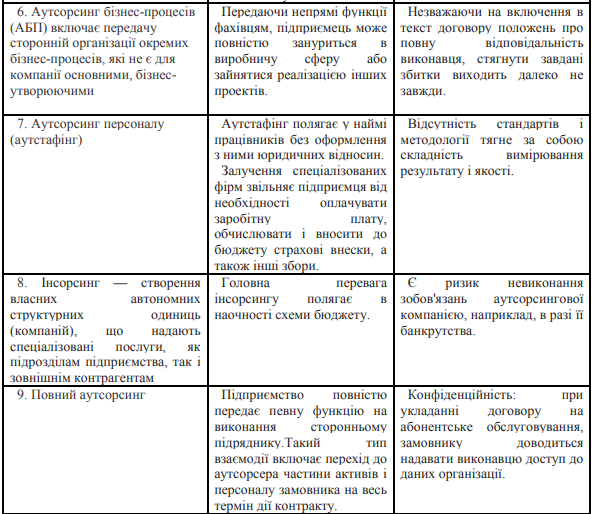 6. Аутсорсинг бізнес-процесів
(АБП) включає передачу
сторонній організації окремих
бізнес-процесів, які не є для
компанії основними, бізнес-
утворюючими
Передаючи непрямі функції
фахівцям, підприємець може
повністю зануриться в
виробничу сферу або
зайнятися реалізацією інших
проектів.
Незважаючи на включення в
текст договору положень про
повну відповідальність
виконавця, стягнути завдані
збитки виходить далеко не
завжди.
7. Аутсорсинг персоналу
(аутстафінг)
Аутстафінг полягає у наймі
працівників без оформлення
з ними юридичних відносин.
Залучення спеціалізованих
фірм звільняє підприємця від
необхідності оплачувати
заробітну плату,
обчислювати і вносити до
бюджету страхові внески, а
також інші збори.
Відсутність стандартів і
методології тягне за собою
складність вимірювання
результату і якості.
8. Інсорсинг — створення
власних автономних
структурних одиниць
(компаній), що надають
спеціалізовані послуги, як
підрозділам підприємства, так і
зовнішнім контрагентам
Головна перевага
інсорсингу полягає в
наочності схеми бюджету.
Є ризик невиконання
зобов'язань аутсорсингової
компанією, наприклад, в разі її
банкрутства.
9. Повний аутсорсинг
Підприємство повністю
передає певну функцію на
виконання сторонньому
підряднику.Такий тип
взаємодії включає перехід до
аутсорсера частини активів і
персоналу замовника на весь
термін дії контракту.
Конфіденційність: при
укладанні договору на
абонентське обслуговування,
замовнику доводиться
надавати виконавцю доступ до
даних організації.